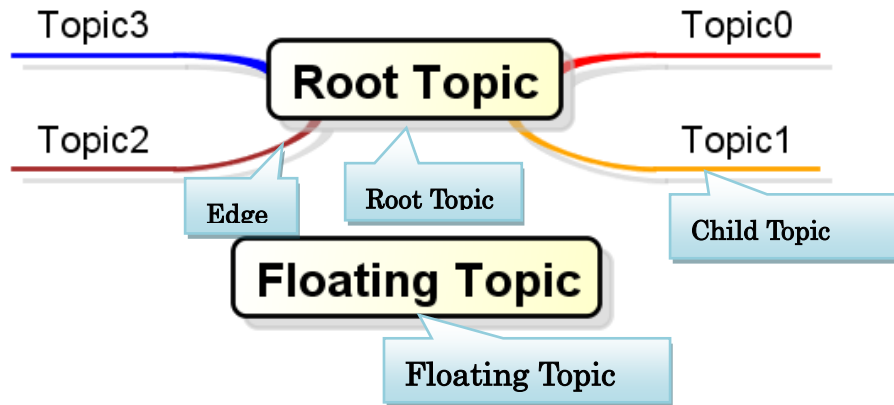 Topic3
Topic0
Root Topic
Topic2
Topic1
Edge
Root Topic
Child Topic
Floating Topic
Floating Topic